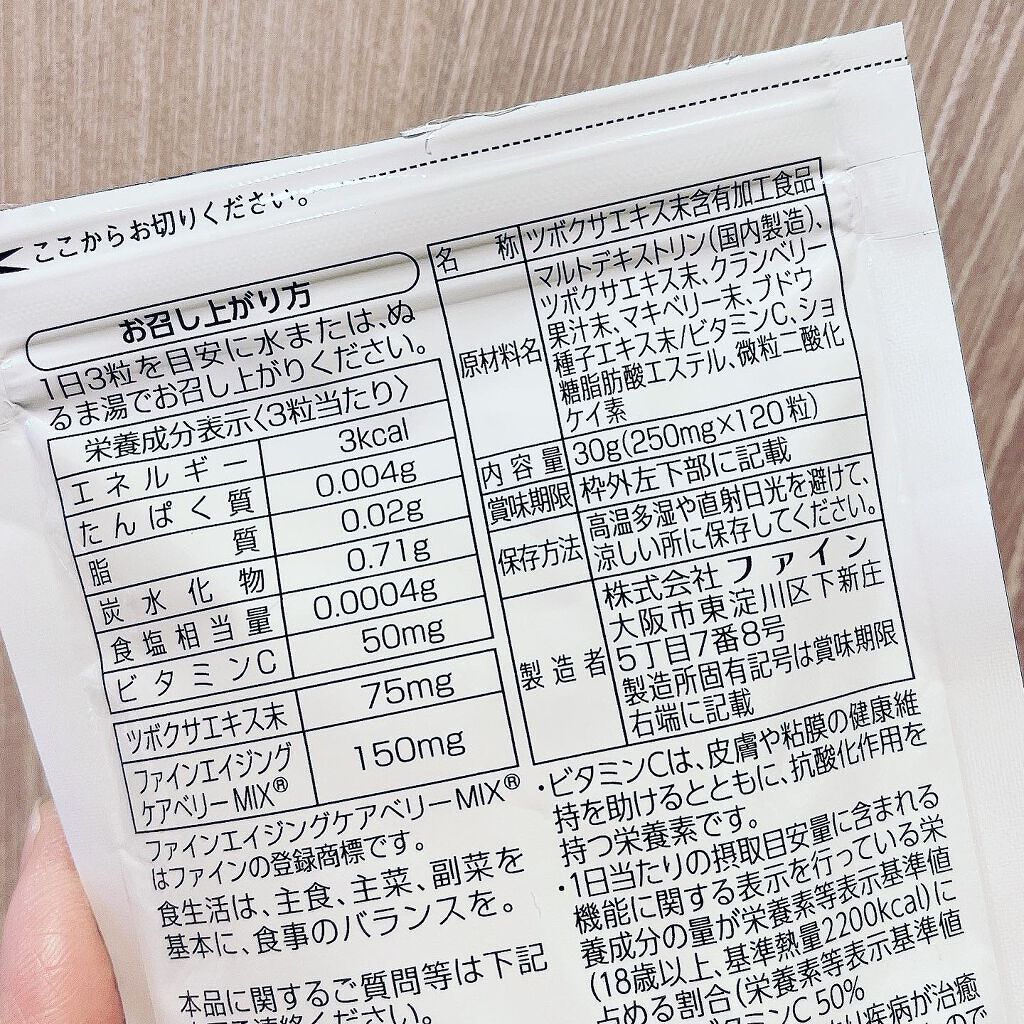 ここからお切りください。
お召し上がり方
1日3粒を目安に水または、ぬ
るま湯でお召し上がりください。
栄養成分表示〈3粒当たり〉
エネルギー 3kcal
たんぱく質 0.004g
脂質 0.02g
炭水化物 0.71g
食塩相当量 0.0004g
ビタミンC 50mg
ツボクサエキス末 75mg
ファインエイジング
ケアベリーMIX® 150mg
ファインエイジングケアベリーMIX®
はファインの登録商標です。
食生活は、主食、主菜、副菜を
基本に、食事のバランスを。
本品に関するご質問等は下記
名称 ツボクサエキス末含有加工食品
原材料名 マルトデキストリン(国内製造)、
ツボクサエキス末、クランベリー
果汁末、マキベリー末、ブドウ
種子エキス末/ビタミンC、ショ
糖脂肪酸エステル、微粒二酸化
ケイ素
内容量 30g(250mg×120粒)
賞味期限 枠外左下部に記載
保存方法 高温多湿や直射日光を避けて、
涼しい所に保存してください。
製造者 株式会社ファイン
大阪市東淀川区下新庄
5丁目7番8号
製造所固有記号は賞味期限
右端に記載
・ビタミンCは、皮膚や粘膜の健康維
持を助けるとともに、抗酸化作用を
持つ栄養素です。
・1日当たりの摂取目安量に含まれる
機能に関する表示を行っている栄
養成分の量が栄養素等表示基準値
(18歳以上、基準熱量2200kcal)に
占める割合(栄養素等表示基準値
ビタミンC 50%
り疾病が治癒